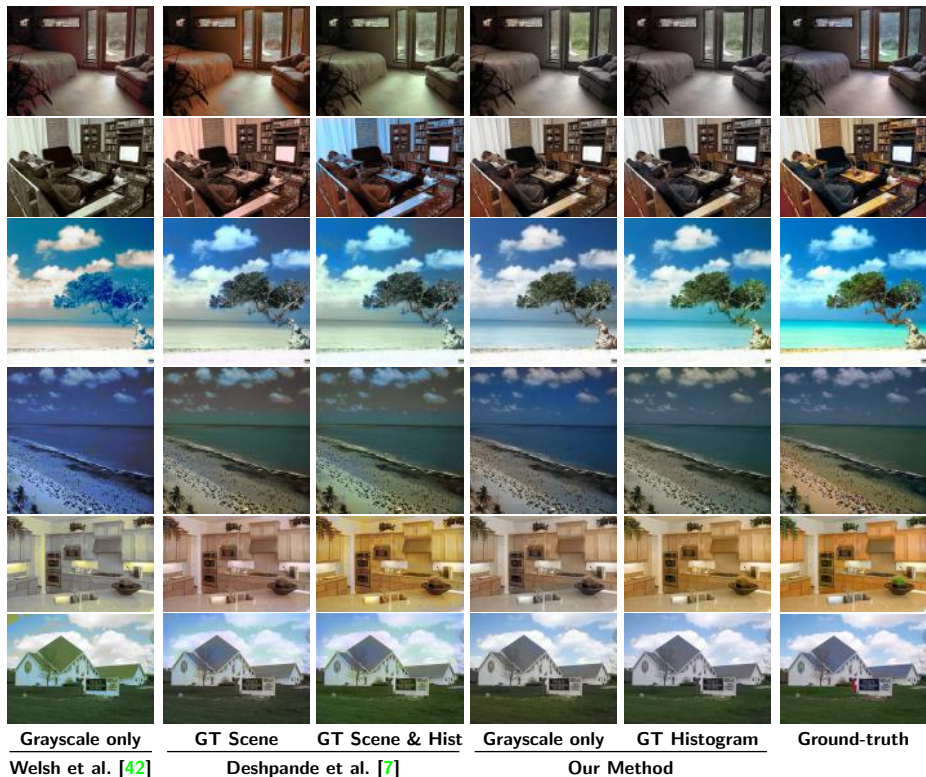 Grayscale only GT Scene GT Scene & Hist Grayscale only GT Histogram Ground-truth
Welsh et al. [42] Deshpande et al. [7] Our Method